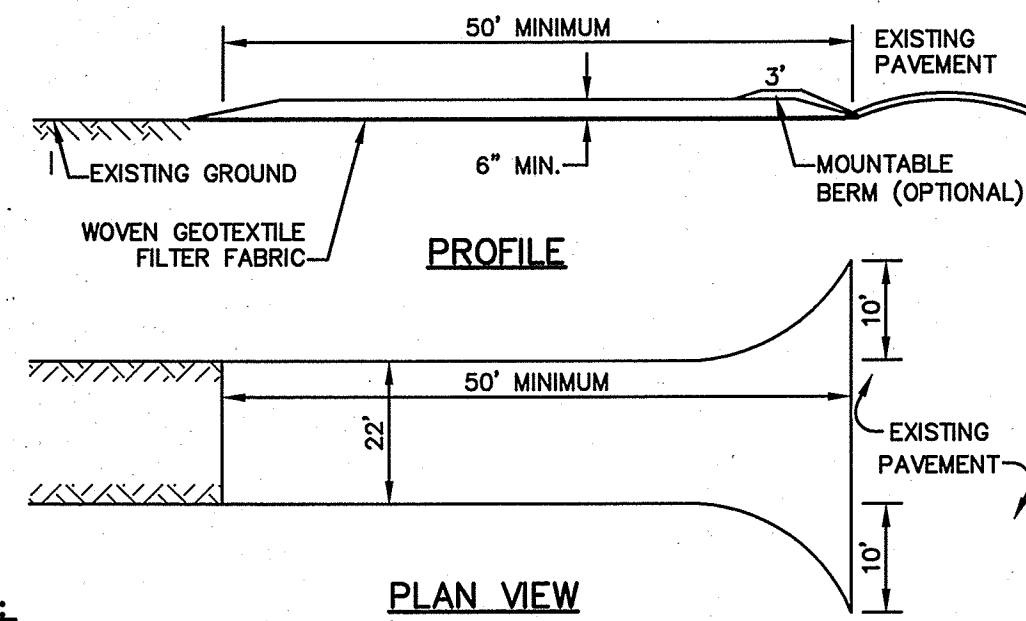 50' MINIMUM
EXISTING
PAVEMENT
3'
EXISTING GROUND
6" MIN.
MOUNTABLE
BERM (OPTIONAL)
WOVEN GEOTEXTILE
FILTER FABRIC
PROFILE
10'
50' MINIMUM
22'
EXISTING
PAVEMENT
10'
PLAN VIEW